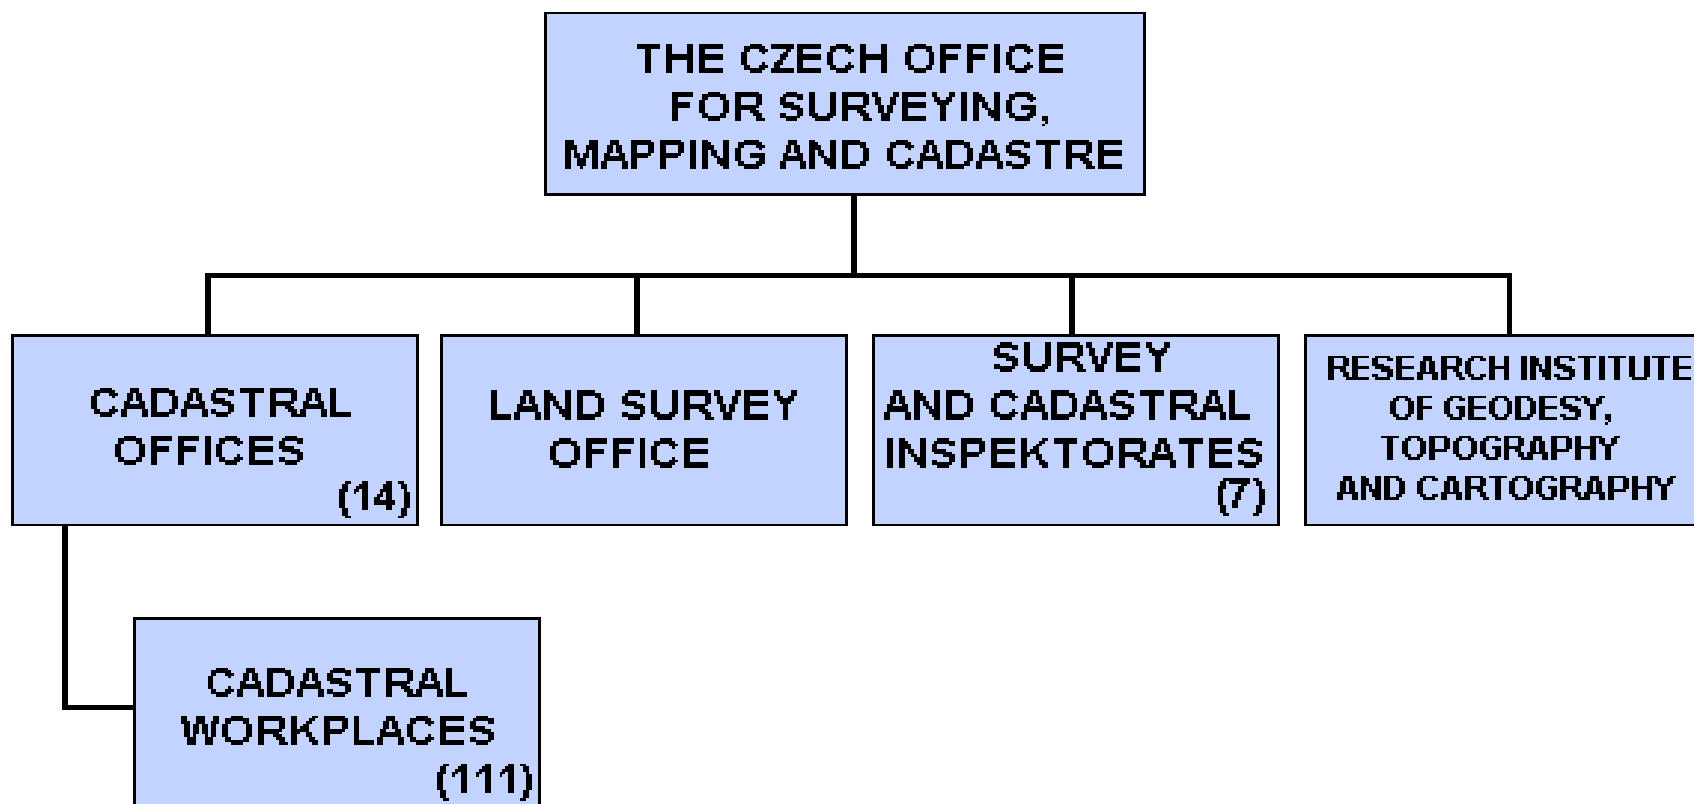 THE CZECH OFFICE
FOR SURVEYING,
MAPPING AND CADASTRE
CADASTRAL
OFFICES
(14)
LAND SURVEY
OFFICE
SURVEY
AND CADASTRAL
INSPEKTORATES
(7)
RESEARCH INSTITUTE
OF GEODESY,
TOPOGRAPHY
AND CARTOGRAPHY
CADASTRAL
WORKPLACES
(111)